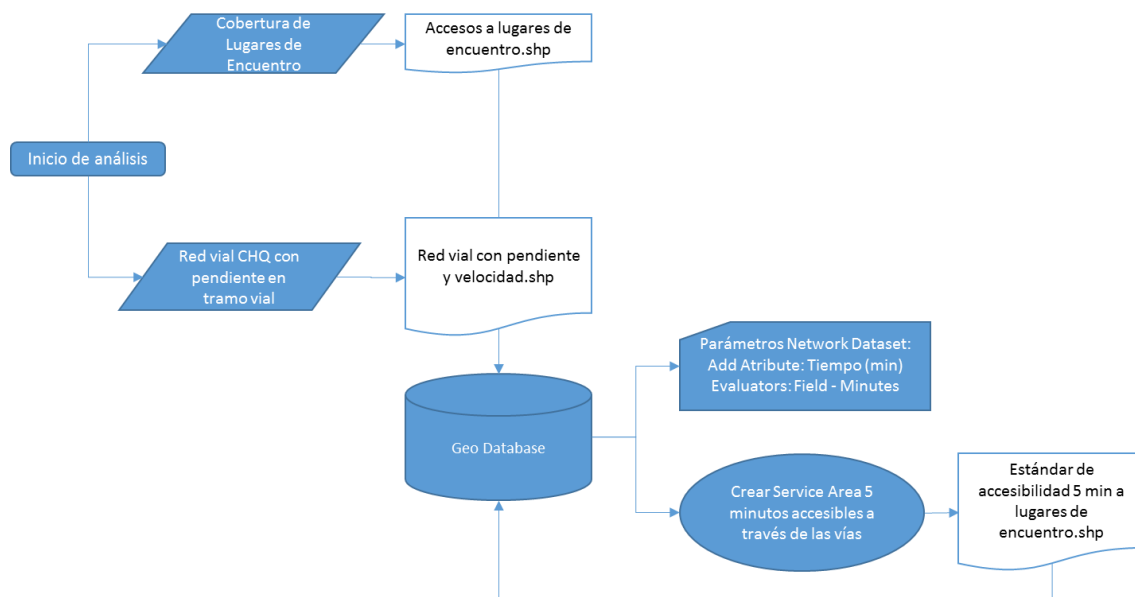 Cobertura de
Lugares de
Encuentro
Accesos a lugares de
encuentro.shp
Inicio de análisis
Red vial CHQ con
pendiente en
tramo vial
Red vial con pendiente
y velocidad.shp
Parámetros Network Dataset:
Add Atribute: Tiempo (min)
Evaluators: Field - Minutes
Geo Database
Crear Service Area 5
minutos accesibles a
través de las vías
Estándar de
accesibilidad 5 min a
lugares de
encuentro.shp